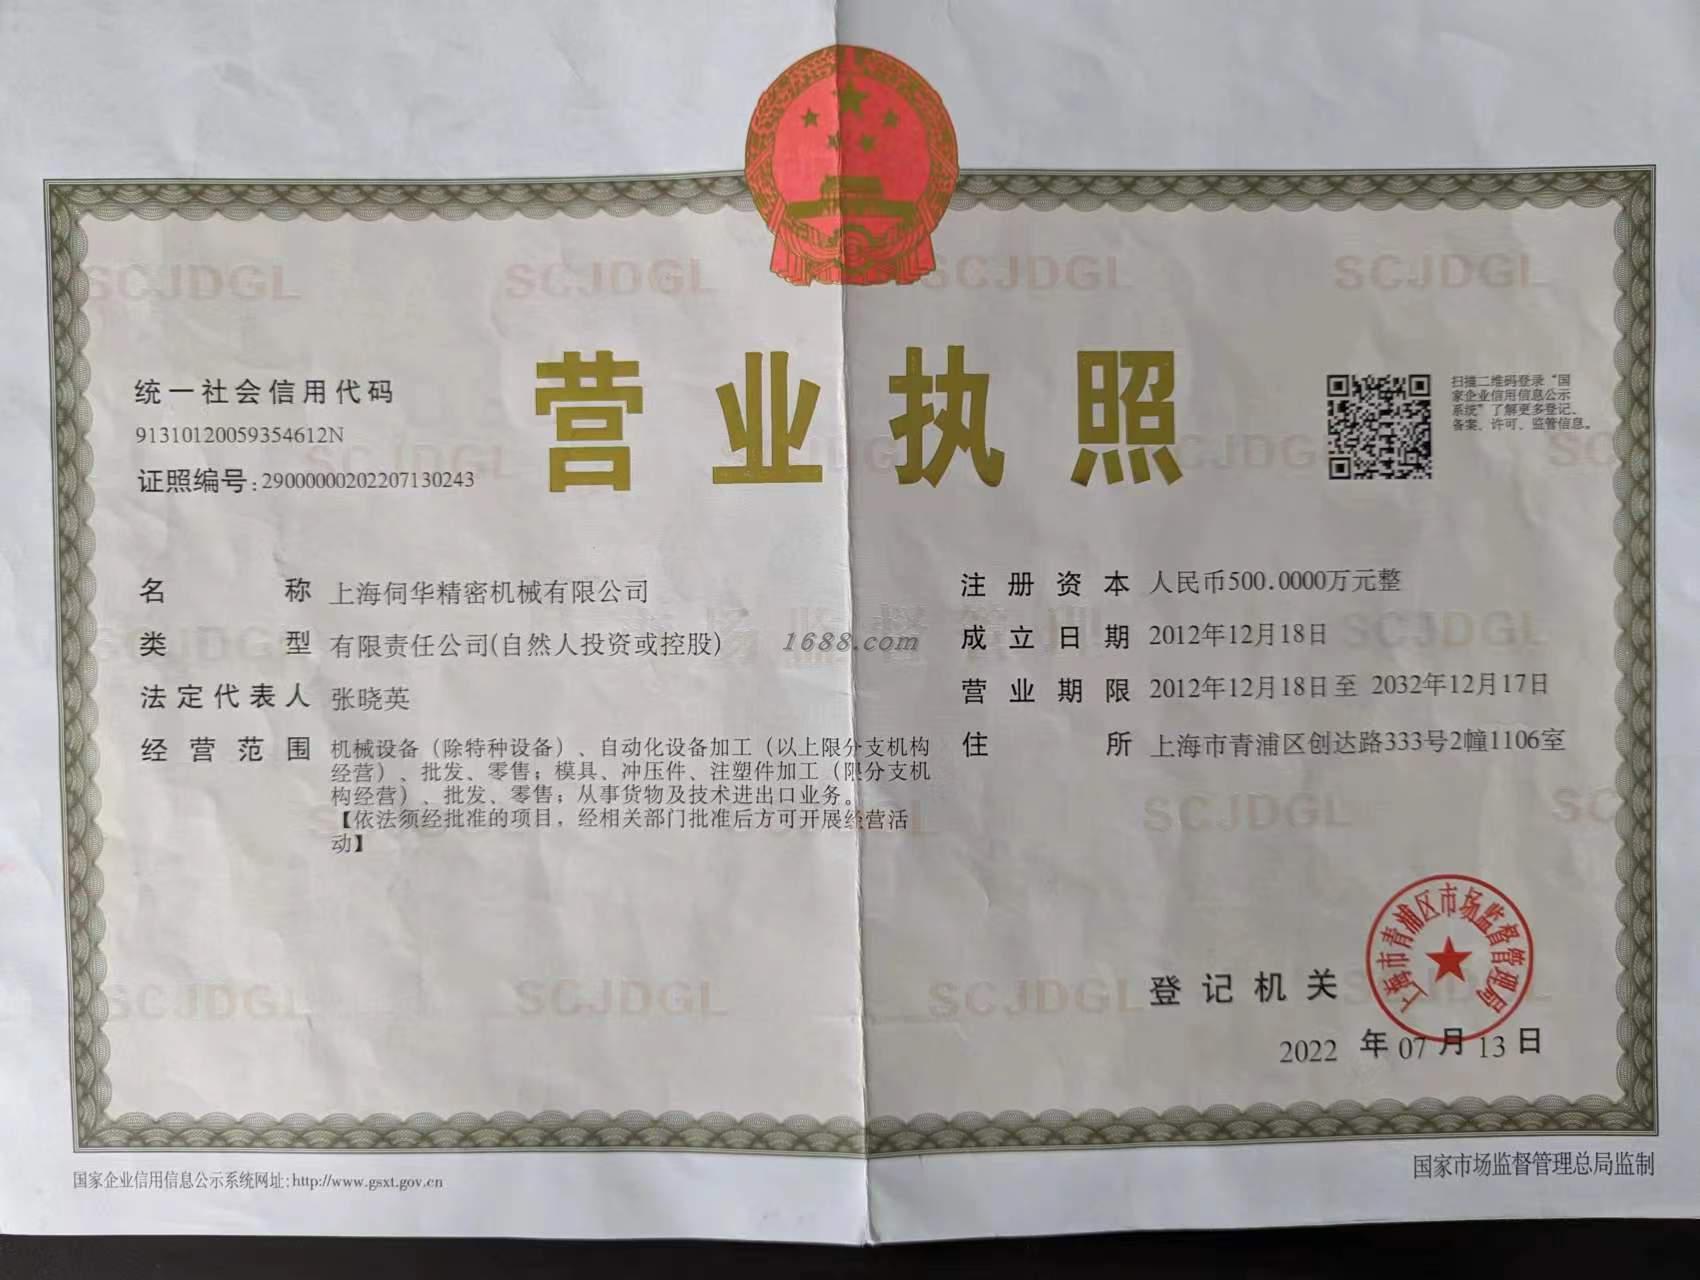 SCJDGL SCJDGL SCJDGL SCJDGL
营业执照
统一社会信用代码
91310120059354612N
证照编号:29000000202207130243
扫描二维码登录“国
家企业信用信息公示
系统”了解更多登记、
备案、许可、监管信息。
名称 上海伺华精密机械有限公司
类型 有限责任公司(自然人投资或控股)
法定代表人 张晓英
经营范围 机械设备（除特种设备）、自动化设备加工（以上限分支机构
经营）、批发、零售；模具、冲压件、注塑件加工（限分支机
构经营）、批发、零售；从事货物及技术进出口业务。
【依法须经批准的项目，经相关部门批准后方可开展经营活
动】
1688.com
注册资本 人民币500.0000万元整
成立日期 2012年12月18日
营业期限 2012年12月18日至 2032年12月17日
住所 上海市青浦区创达路333号2幢1106室
SCJDGL SCJDGL SCJDGL
登记机关
上海市青浦区市场监督管理局
2022 年 07 月 13 日
国家企业信用信息公示系统网址:http://www.gsxt.gov.cn
国家市场监督管理总局监制